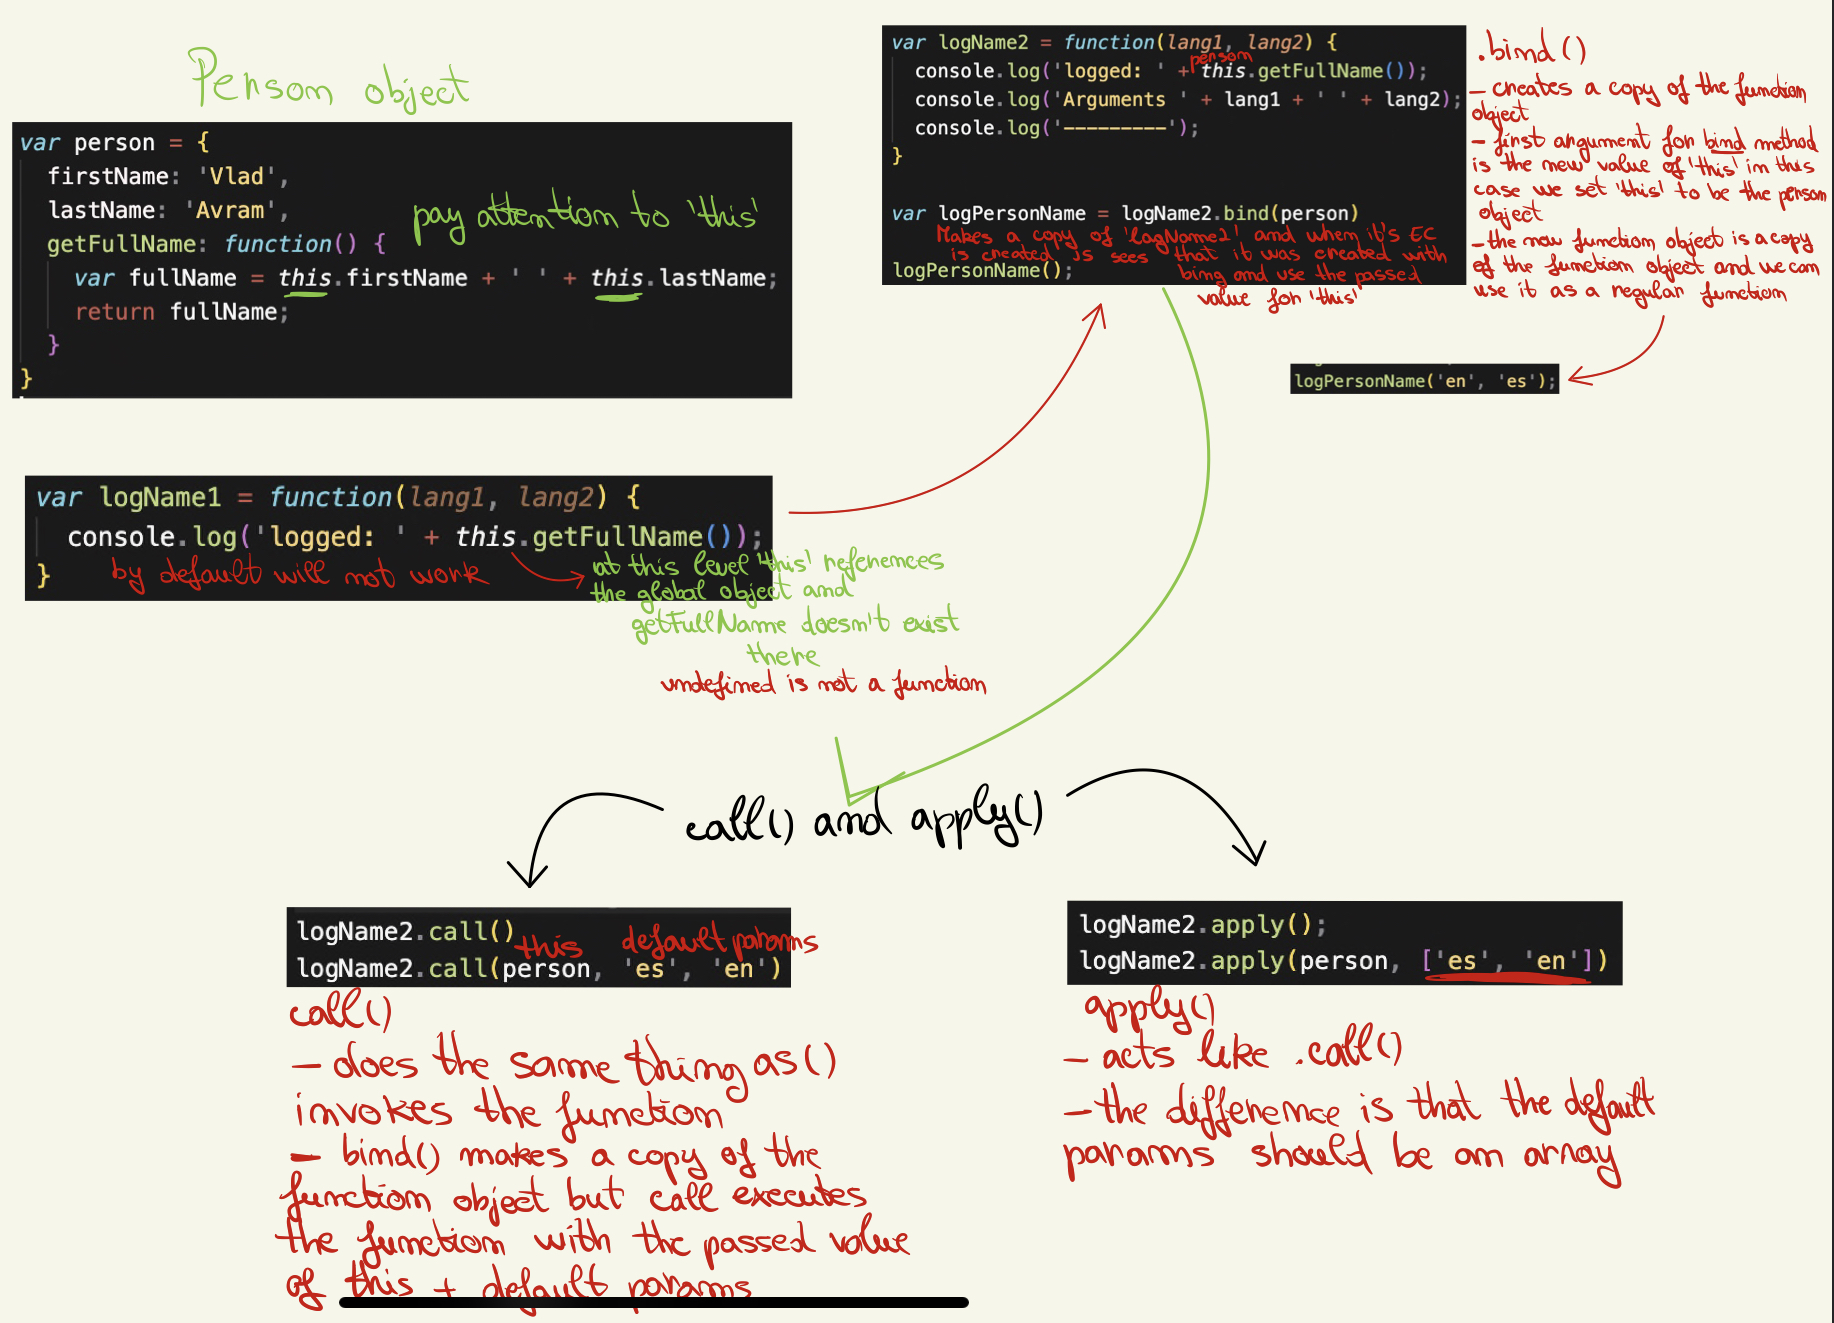 Person object
var person = {
firstName: 'Vlad',
lastName: 'Avram',
getFullName: function() {
var fullName = this.firstName + ' ' + this.lastName;
return fullName;
}
}
pay attention to 'this'
var logName1 = function(lang1, lang2) {
console.log('logged: ' + this.getFullName());
}
by default will not work
at this level 'this' references
the global object and
getFullName doesn't exist
there
undefined is not a function
var logName2 = function(lang1, lang2) {
person
console.log('logged: ' + this.getFullName());
console.log('Arguments ' + lang1 + ' ' + lang2);
console.log('---------');
}
var logPersonName = logName2.bind(person)
Makes a copy of 'logName2' and when it's EC
is created is sees that it was created with
bimg and use the passed
value for 'this'
logPersonName();
.bind()
- creates a copy of the function
object
- first argument for bind method
is the new value of 'this' in this
case we set 'this' to be the person
object
- the new function object is a copy
of the function object and we can
use it as a regular function
logPersonName('en', 'es');
call() and apply()
logName2.call()
this default params
logName2.call(person, 'es', 'en')
call()
- does the same thing as ()
invokes the function
- bind() makes a copy of the
function object but call executes
the function with the passed value
of this + default params
logName2.apply();
logName2.apply(person, ['es', 'en'])
apply()
- acts like .call()
- the difference is that the default
params should be an array